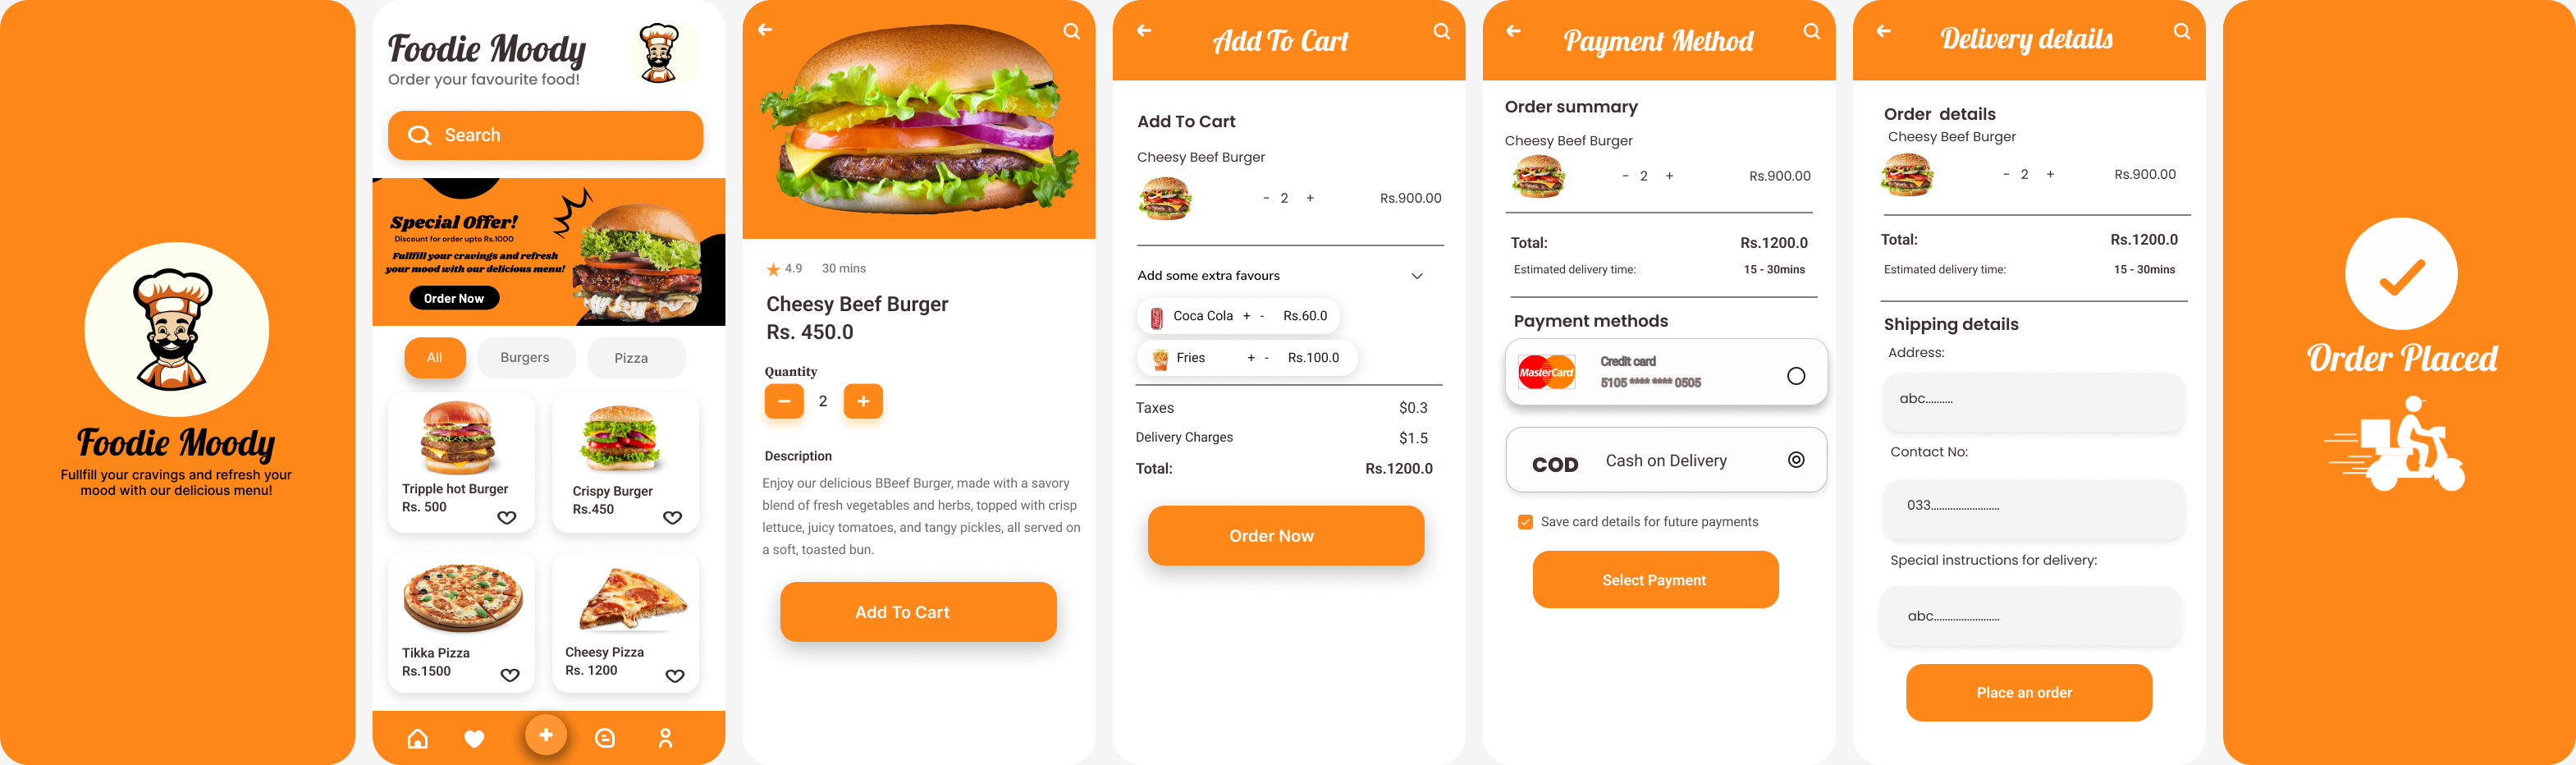 Foodie Moody
Fullfill your cravings and refresh your
mood with our delicious menu!
Foodie Moody
Order your favourite food!
Search
Special Offer!
Discount for order upto Rs.1000
Fullfill your cravings and refresh
your mood with our delicious menu!
Order Now
All
Burgers
Pizza
Tripple hot Burger
Rs. 500
Crispy Burger
Rs.450
Tikka Pizza
Rs.1500
Cheesy Pizza
Rs. 1200
4.9 30 mins
Cheesy Beef Burger
Rs. 450.0
Quantity
− 2 +
Description
Enjoy our delicious BBeef Burger, made with a savory
blend of fresh vegetables and herbs, topped with crisp
lettuce, juicy tomatoes, and tangy pickles, all served on
a soft, toasted bun.
Add To Cart
Add To Cart
Add To Cart
Cheesy Beef Burger
- 2 + Rs.900.00
Add some extra favours
Coca Cola + - Rs.60.0
Fries + - Rs.100.0
Taxes $0.3
Delivery Charges $1.5
Total: Rs.1200.0
Order Now
Payment Method
Order summary
Cheesy Beef Burger
- 2 + Rs.900.00
Total: Rs.1200.0
Estimated delivery time: 15 - 30mins
Payment methods
MasterCard
Credit card
5105 **** **** 0505
COD Cash on Delivery
Save card details for future payments
Select Payment
Delivery details
Order details
Cheesy Beef Burger
- 2 + Rs.900.00
Total: Rs.1200.0
Estimated delivery time: 15 - 30mins
Shipping details
Address:
abc..........
Contact No:
033.........................
Special instructions for delivery:
abc........................
Place an order
Order Placed